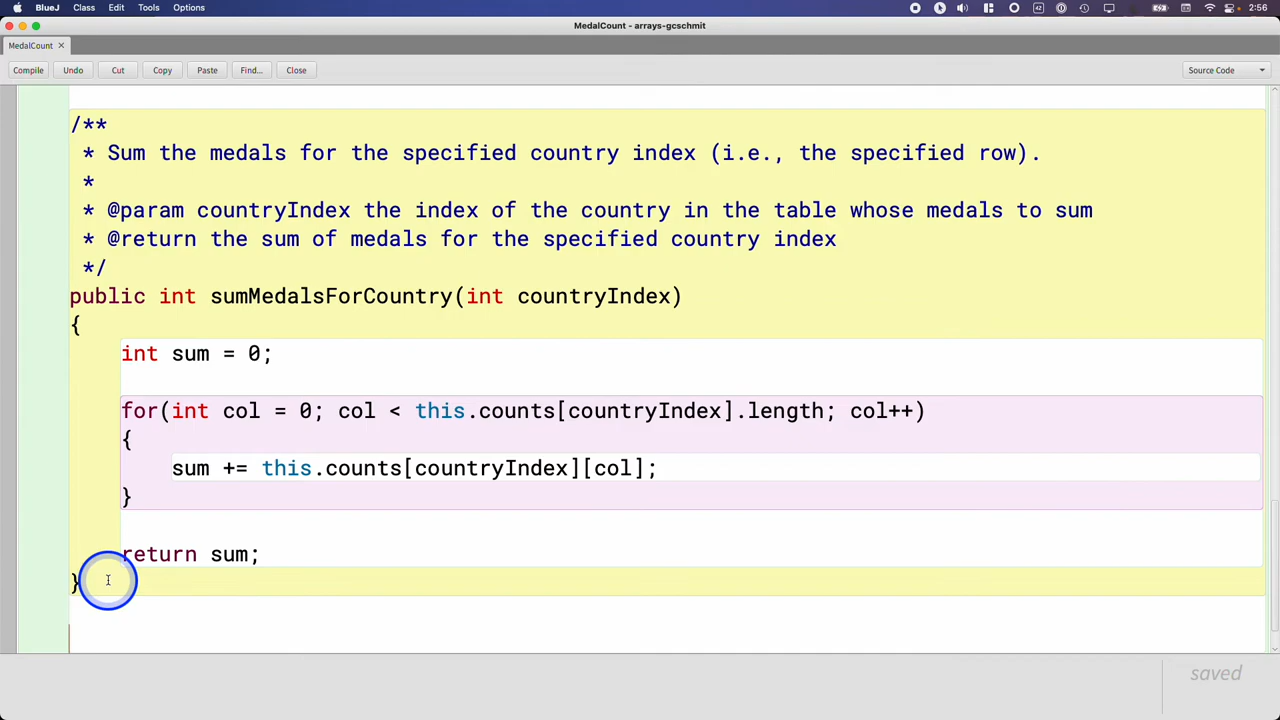 BlueJ Class Edit Tools Options 42 2:56
MedalCount - arrays-gcschmit
MedalCount ×
Compile Undo Cut Copy Paste Find... Close Source Code
/**
* Sum the medals for the specified country index (i.e., the specified row).
*
* @param countryIndex the index of the country in the table whose medals to sum
* @return the sum of medals for the specified country index
*/
public int sumMedalsForCountry(int countryIndex)
{
int sum = 0;
for(int col = 0; col < this.counts[countryIndex].length; col++)
{
sum += this.counts[countryIndex][col];
}
return sum;
}
saved